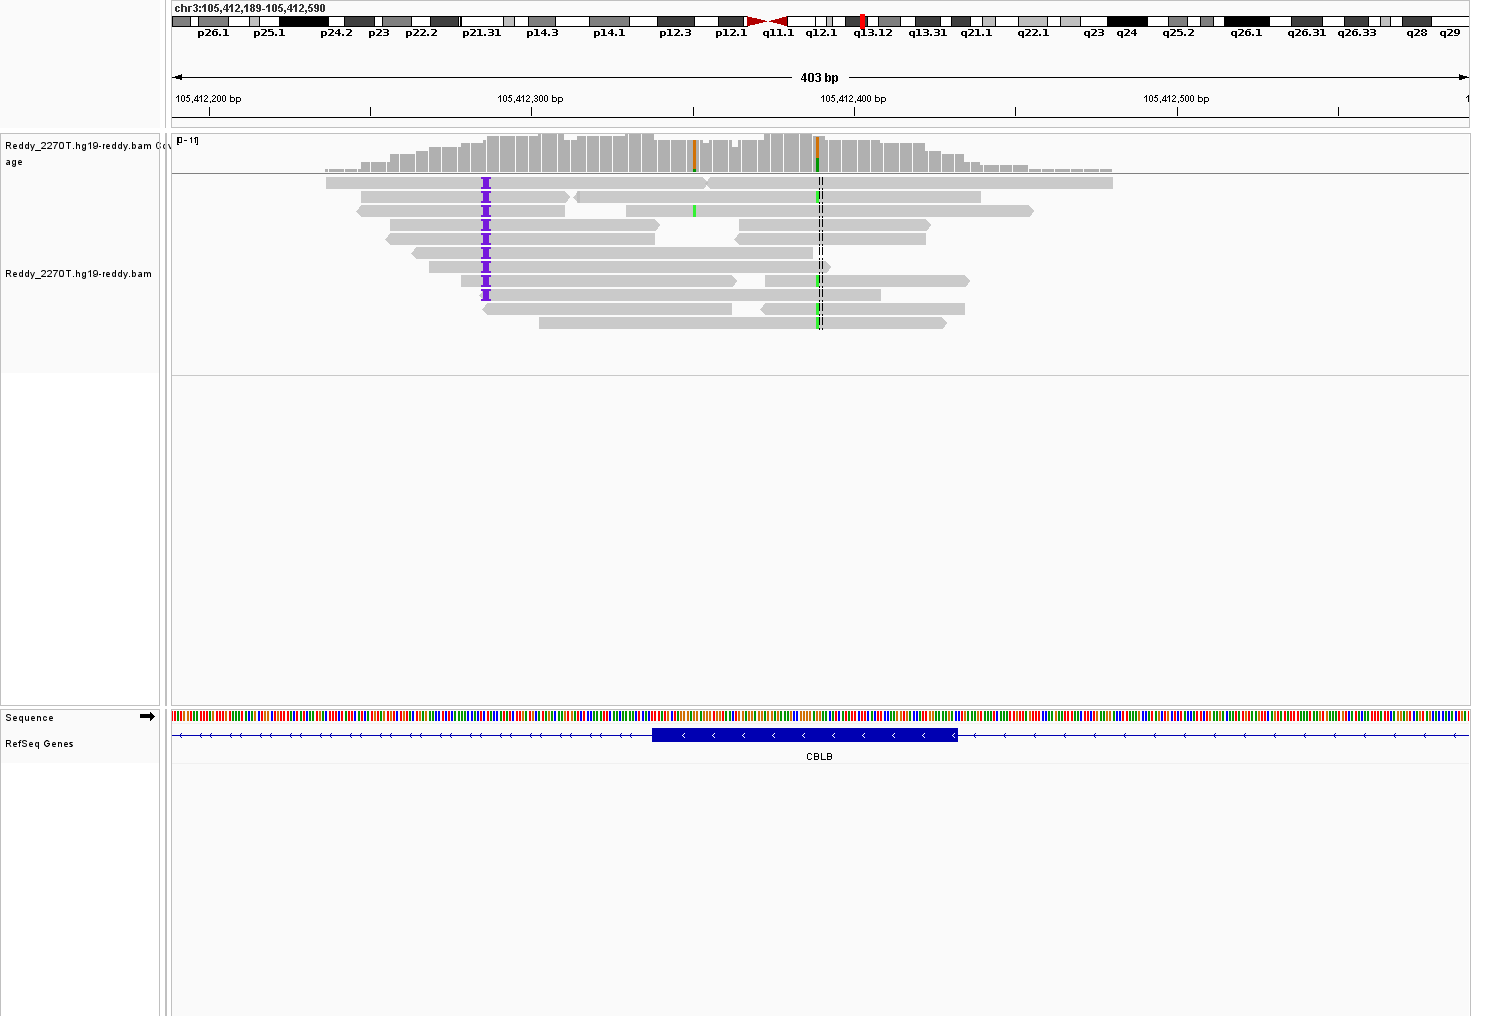 chr3:105,412,189-105,412,590
p26.1 p25.1 p24.2 p23 p22.2 p21.31 p14.3 p14.1 p12.3 p12.1 q11.1 q12.1 q13.12 q13.31 q21.1 q22.1 q23 q24 q25.2 q26.1 q26.31 q26.33 q28 q29
403 bp
105,412,200 bp 105,412,300 bp 105,412,400 bp 105,412,500 bp 1
Reddy_2270T.hg19-reddy.bam Cov
age
[0 - 11]
Reddy_2270T.hg19-reddy.bam
Sequence
RefSeq Genes
CBLB